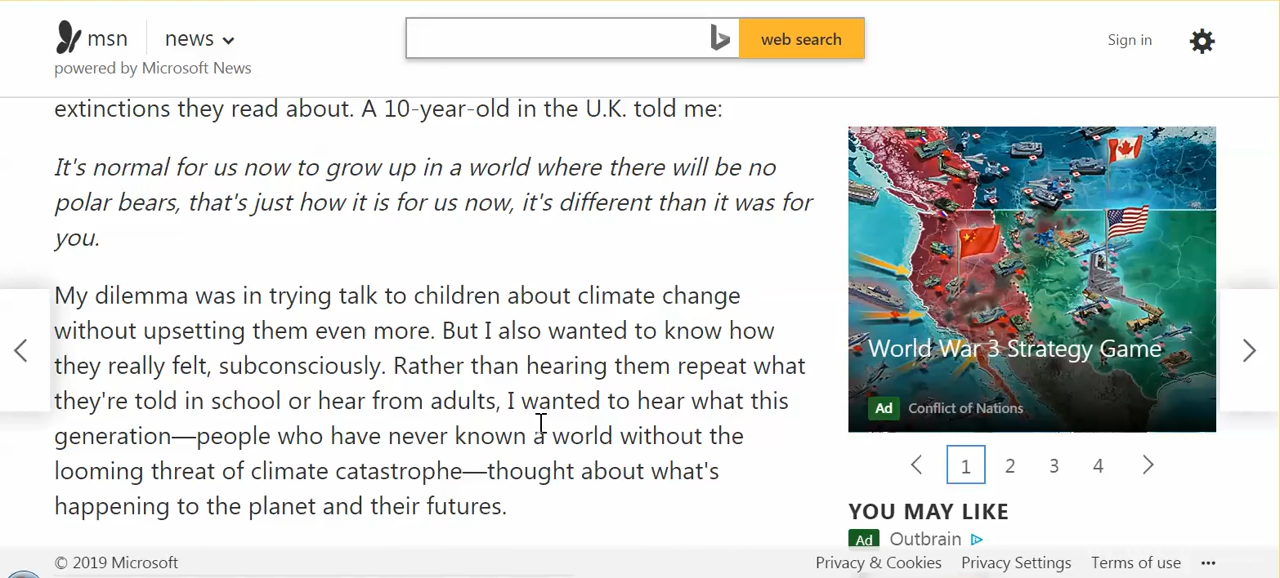 msn
news
web search
Sign in
powered by Microsoft News
extinctions they read about. A 10-year-old in the U.K. told me:
It's normal for us now to grow up in a world where there will be no
polar bears, that's just how it is for us now, it's different than it was for
you.
My dilemma was in trying talk to children about climate change
without upsetting them even more. But I also wanted to know how
they really felt, subconsciously. Rather than hearing them repeat what
they're told in school or hear from adults, I wanted to hear what this
generation—people who have never known a world without the
looming threat of climate catastrophe—thought about what's
happening to the planet and their futures.
World War 3 Strategy Game
Ad Conflict of Nations
1 2 3 4
YOU MAY LIKE
Ad Outbrain
© 2019 Microsoft
Privacy & Cookies Privacy Settings Terms of use ...